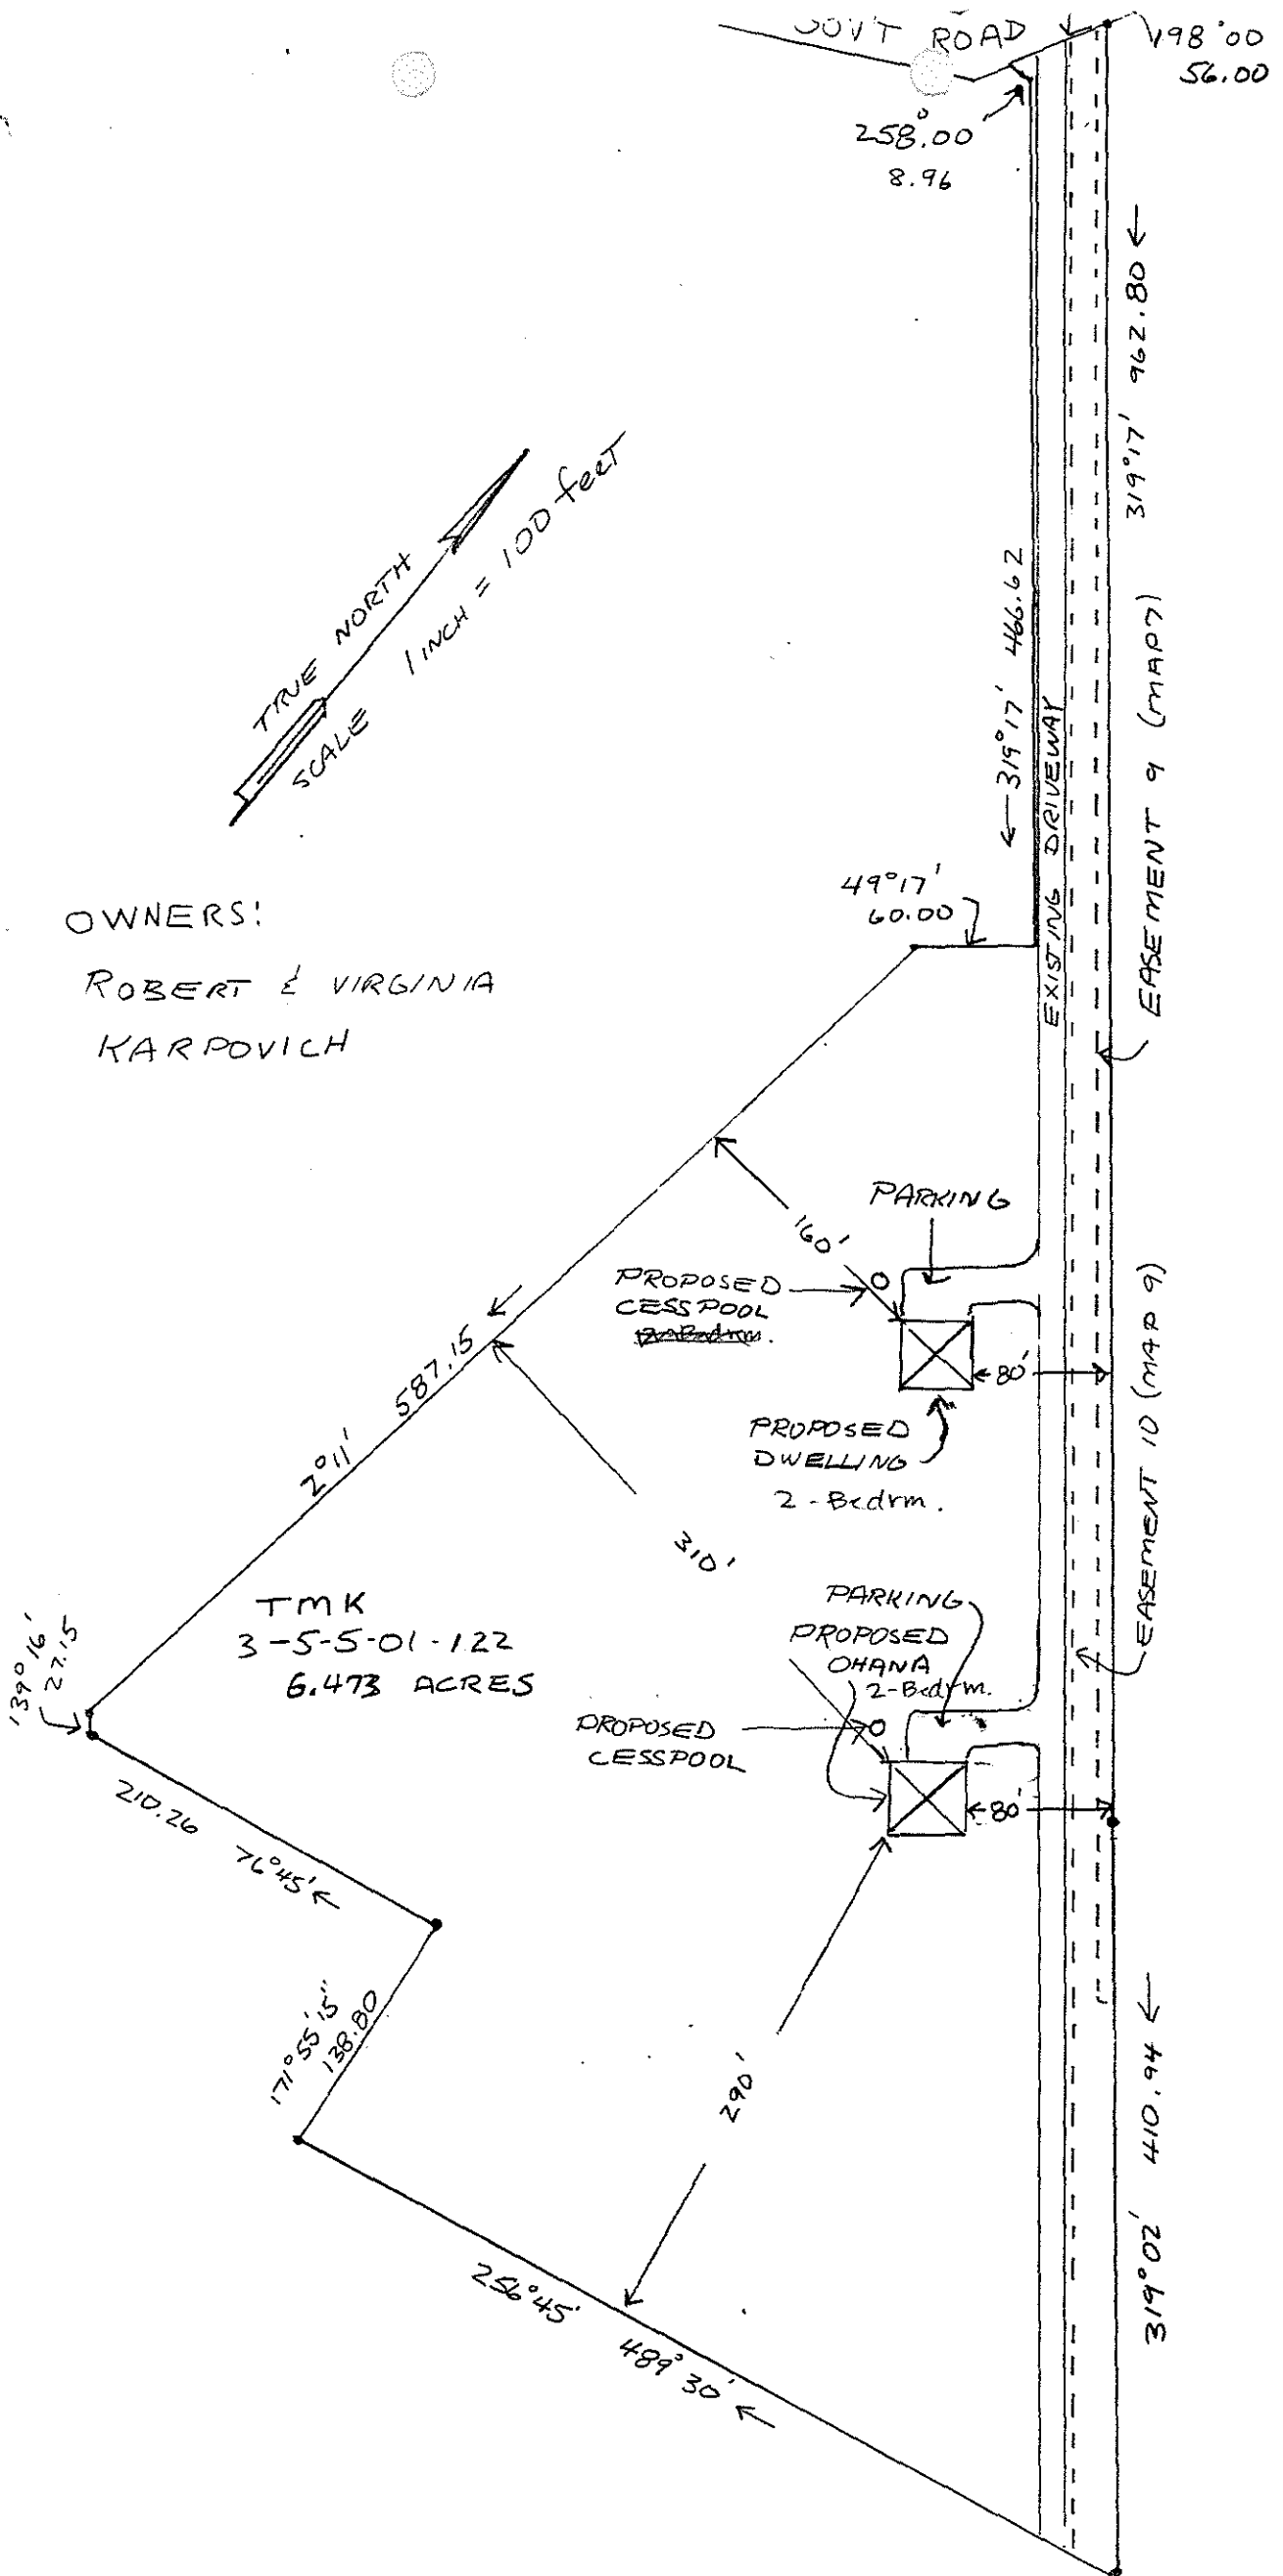 GOV'T ROAD
198°00
56.00
258.°00
8.96
319°17' 962.80 ←
TRUE NORTH
SCALE 1 INCH = 100 feet
← 319°17' 466.62
EXISTING DRIVEWAY
EASEMENT 9 (MAP 7)
49°17'
60.00
OWNERS:
ROBERT & VIRGINIA
KARPOVICH
PARKING
160'
PROPOSED
CESSPOOL
80'
PROPOSED
DWELLING
2-Bedrm.
2°11' 587.15
310'
EASEMENT 10 (MAP 9)
TMK
3-5-5-01-122
6.473 ACRES
139°16'
27.15
PARKING
PROPOSED
OHANA
2-Bedrm.
PROPOSED
CESSPOOL
80'
210.26 76°45' ←
171°55'15"
138.80
290'
319°02' 410.94 ←
256°45' 489°30' ←